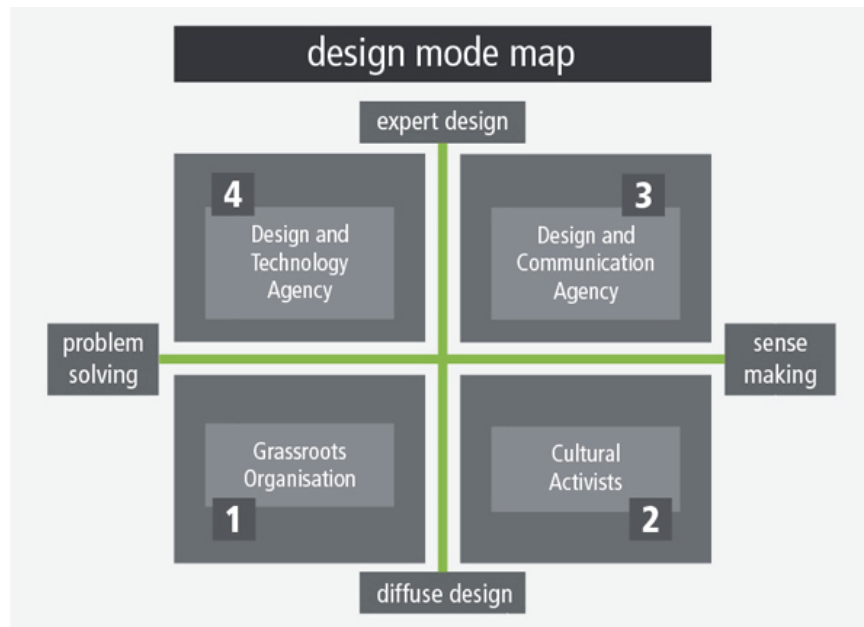 design mode map
expert design
4
Design and
Technology
Agency
3
Design and
Communication
Agency
problem
solving
sense
making
Grassroots
Organisation
1
Cultural
Activists
2
diffuse design